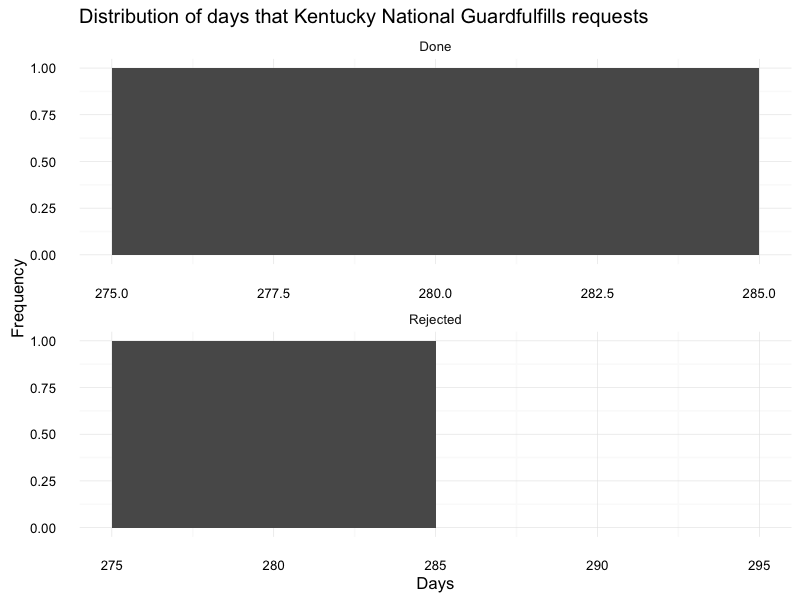 Distribution of days that Kentucky National Guardfulfills requests
Done
1.00
0.75
0.50
0.25
0.00
275.0 277.5 280.0 282.5 285.0
Frequency
Rejected
1.00
0.75
0.50
0.25
0.00
275 280 285 290 295
Days